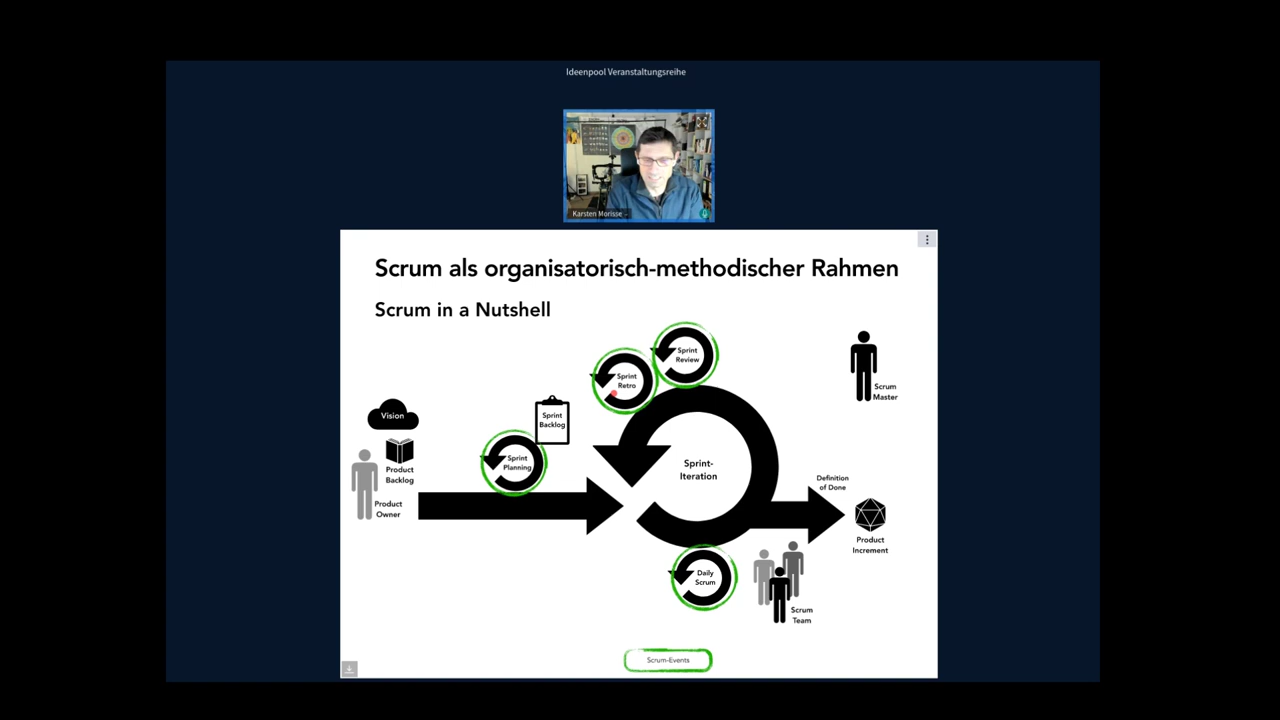 Ideenpool Veranstaltungsreihe
Karsten Morisse
Scrum als organisatorisch-methodischer Rahmen
Scrum in a Nutshell
Sprint
Review
Sprint
Retro
Scrum
Master
Vision
Sprint
Backlog
Sprint
Planning
Product
Backlog
Product
Owner
Sprint-
Iteration
Definition
of Done
Product
Increment
Daily
Scrum
Scrum
Team
Scrum-Events